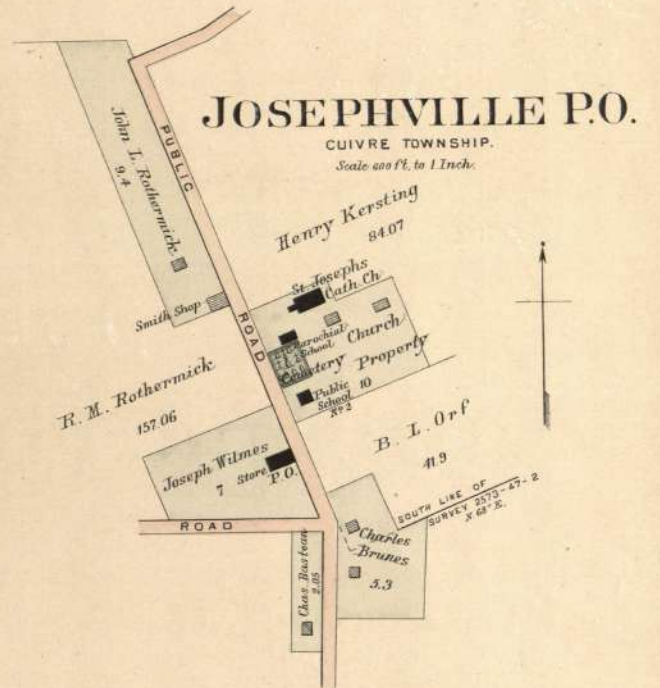 JOSEPHVILLE P.O.
CUIVRE TOWNSHIP.
Scale 600 ft. to 1 Inch.
John L. Rothermick
9.4
PUBLIC
ROAD
Henry Kersting
84.07
St. Josephs
Cath Ch
Smith Shop
Parochial
School
Church
Cemetery Property
10
Public
School
No 2
R. M. Rothermick
157.06
B. L. Orf
41.9
Joseph Wilmes
7
Store
P.O.
SOUTH LINE OF
SURVEY 2573-47-2
N 68° E.
ROAD
Charles
Brunes
5.3
Chas. Bastean
2.05